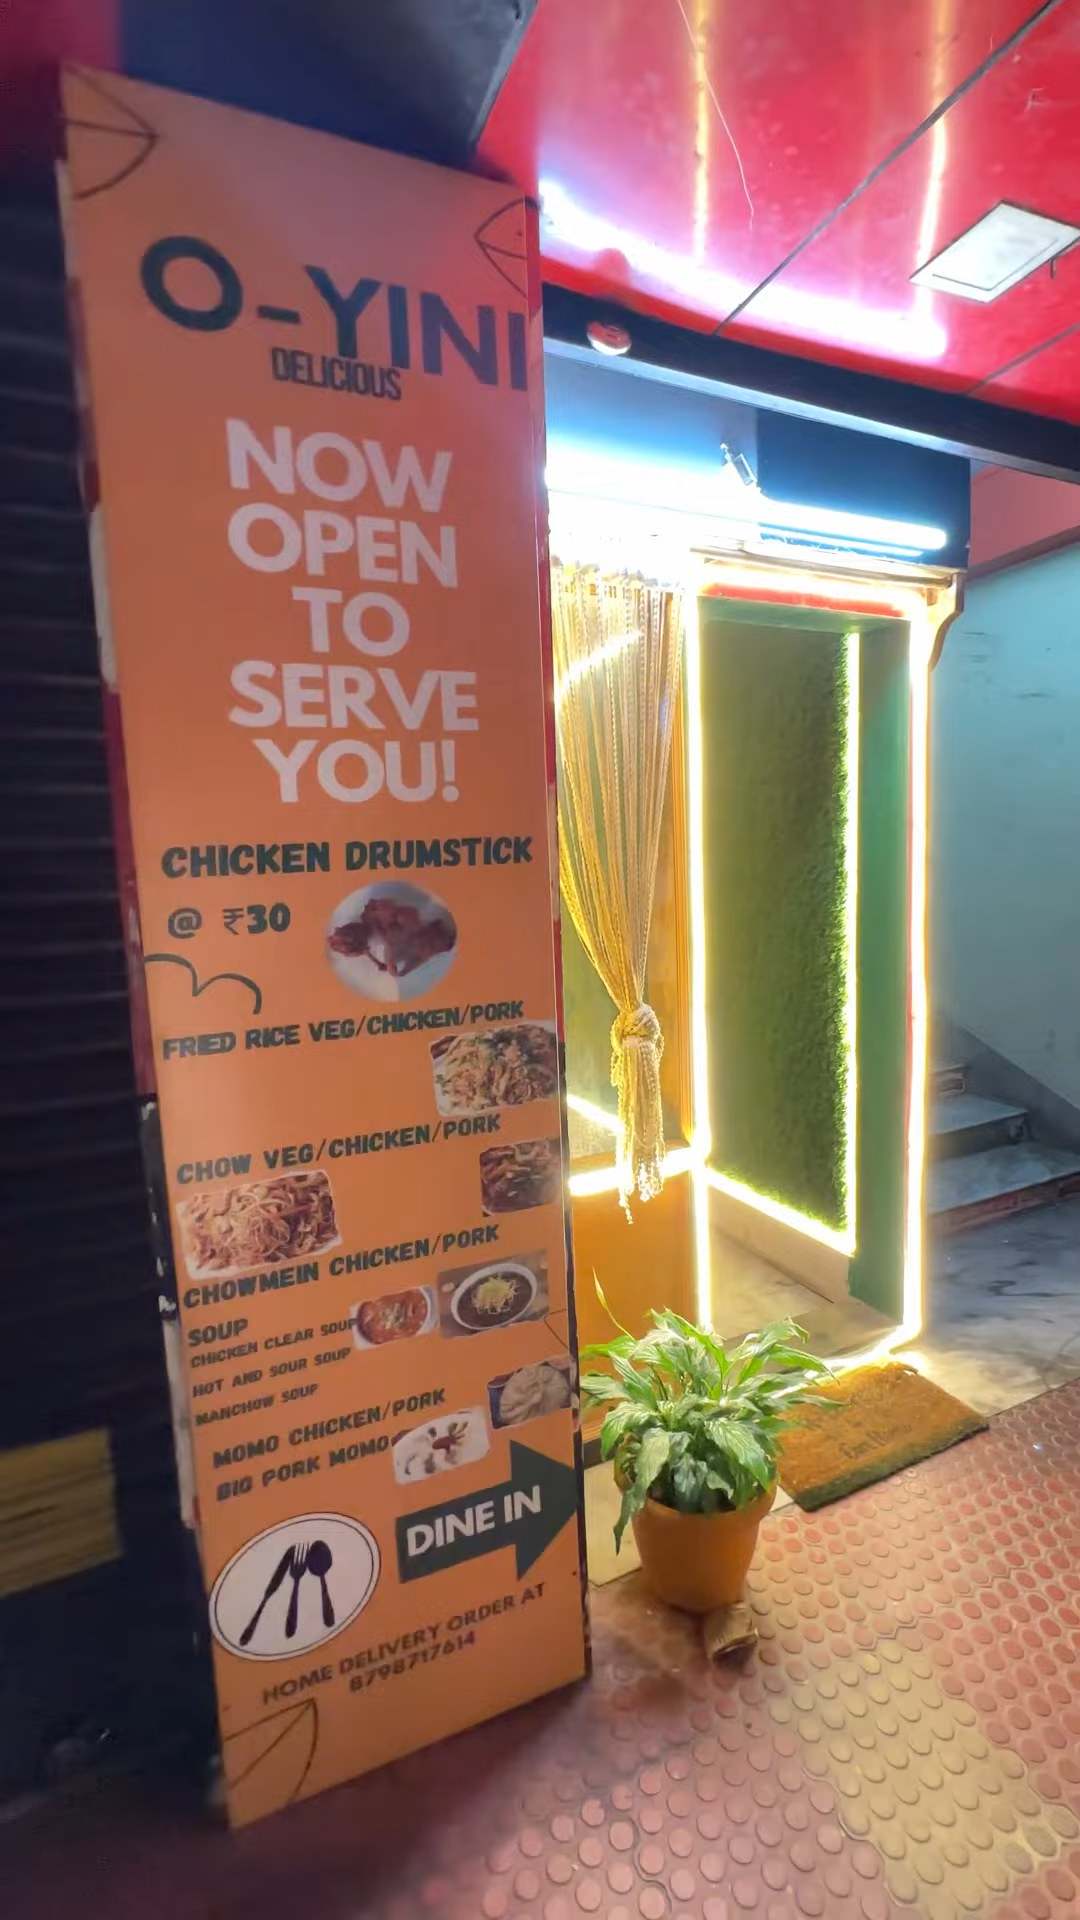 O-YINI
DELICIOUS
NOW
OPEN
TO
SERVE
YOU!
CHICKEN DRUMSTICK
@ ₹30
FRIED RICE VEG/CHICKEN/PORK
CHOW VEG/CHICKEN/PORK
CHOWMEIN CHICKEN/PORK
SOUP
CHICKEN CLEAR SOUP
HOT AND SOUR SOUP
MANCHOW SOUP
MOMO CHICKEN/PORK
BIG PORK MOMO
DINE IN
HOME DELIVERY ORDER AT
8798717614